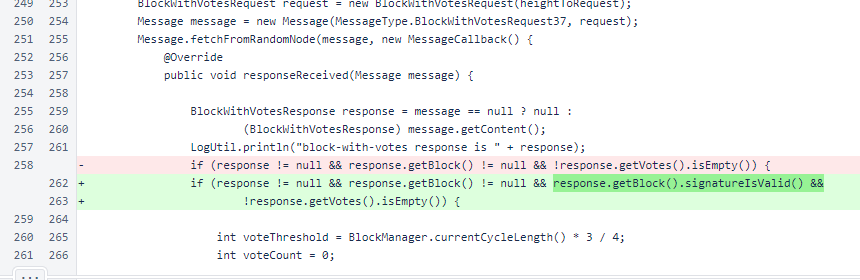 249 253 BlockWithVotesRequest request = new BlockWithVotesRequest(heightToRequest);
250 254 Message message = new Message(MessageType.BlockWithVotesRequest37, request);
251 255 Message.fetchFromRandomNode(message, new MessageCallback() {
252 256 @Override
253 257 public void responseReceived(Message message) {
254 258
255 259 BlockWithVotesResponse response = message == null ? null :
256 260 (BlockWithVotesResponse) message.getContent();
257 261 LogUtil.println("block-with-votes response is " + response);
258 - if (response != null && response.getBlock() != null && !response.getVotes().isEmpty()) {
262 + if (response != null && response.getBlock() != null && response.getBlock().signatureIsValid() &&
263 + !response.getVotes().isEmpty()) {
259 264
260 265 int voteThreshold = BlockManager.currentCycleLength() * 3 / 4;
261 266 int voteCount = 0;
...